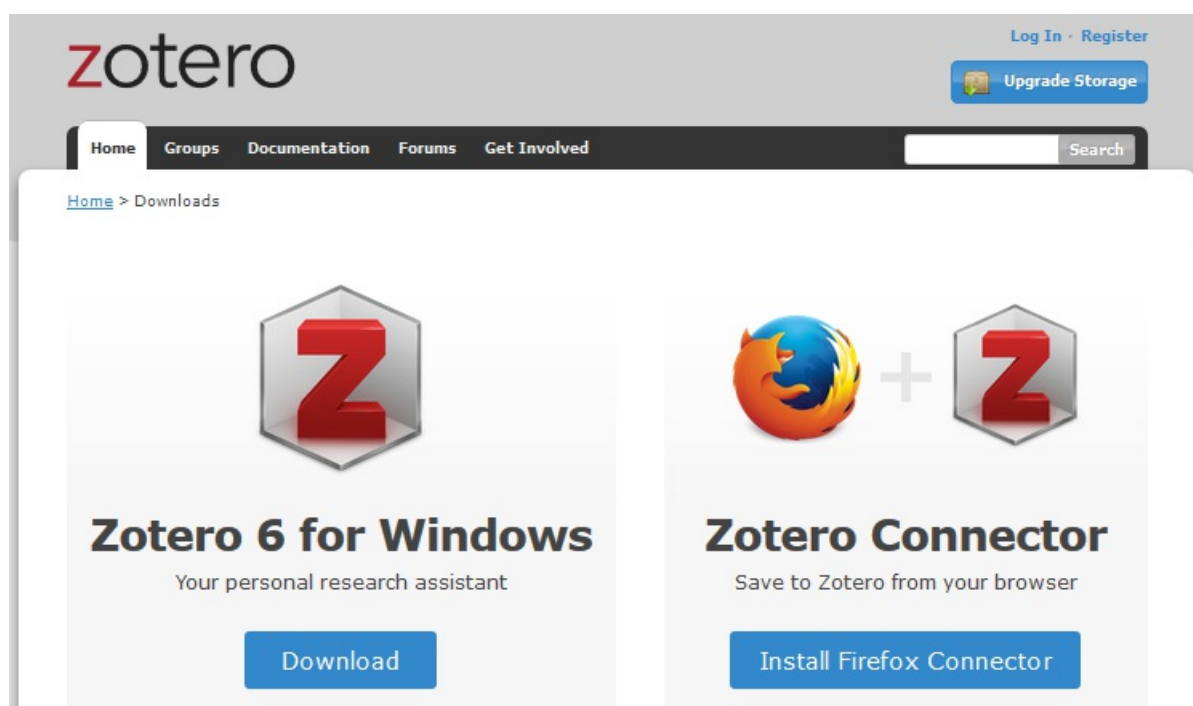 zotero
Log In · Register
Upgrade Storage
Home Groups Documentation Forums Get Involved
Search
Home > Downloads
Z
+
Z
Zotero 6 for Windows
Your personal research assistant
Download
Zotero Connector
Save to Zotero from your browser
Install Firefox Connector